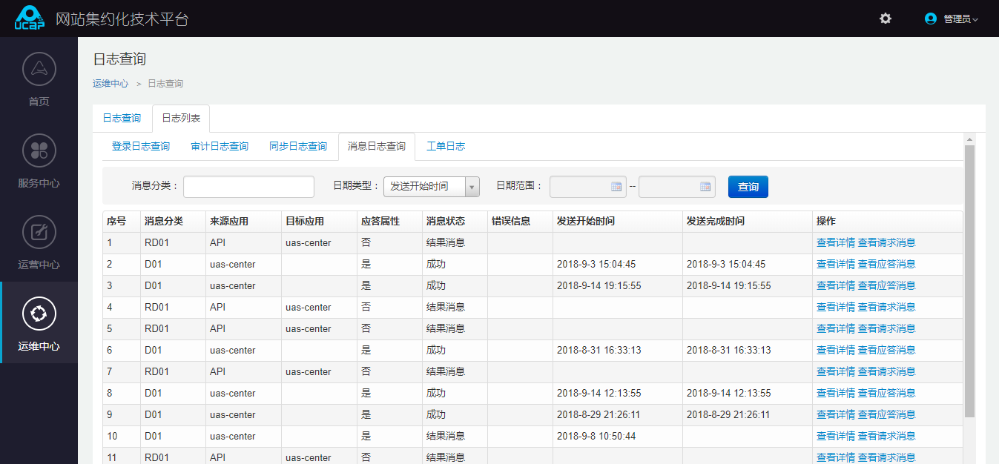 UCAP 网站集约化技术平台 管理员
首页
服务中心
运营中心
运维中心
日志查询
运维中心 > 日志查询
日志查询 日志列表
登录日志查询 审计日志查询 同步日志查询 消息日志查询 工单日志
消息分类： 日期类型： 发送开始时间 日期范围： -- 查询
序号 消息分类 来源应用 目标应用 应答属性 消息状态 错误信息 发送开始时间 发送完成时间 操作
1 RD01 API uas-center 否 结果消息 查看详情 查看请求消息
2 D01 uas-center 是 成功 2018-9-3 15:04:45 2018-9-3 15:04:45 查看详情 查看应答消息
3 D01 uas-center 是 成功 2018-9-14 19:15:55 2018-9-14 19:15:55 查看详情 查看应答消息
4 RD01 API uas-center 否 结果消息 查看详情 查看请求消息
5 RD01 API uas-center 否 结果消息 查看详情 查看请求消息
6 D01 uas-center 是 成功 2018-8-31 16:33:13 2018-8-31 16:33:13 查看详情 查看应答消息
7 RD01 API uas-center 否 结果消息 查看详情 查看请求消息
8 D01 uas-center 是 成功 2018-9-14 12:13:55 2018-9-14 12:13:55 查看详情 查看应答消息
9 D01 uas-center 是 成功 2018-8-29 21:26:11 2018-8-29 21:26:11 查看详情 查看应答消息
10 D01 uas-center 是 结果消息 2018-9-8 10:50:44 查看详情 查看请求消息
11 RD01 API uas-center 否 结果消息 查看详情 查看请求消息